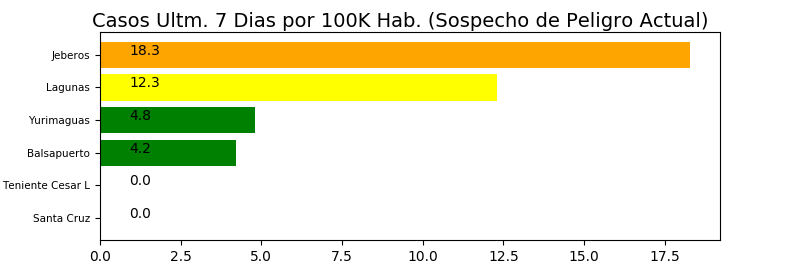 Casos Ultm. 7 Dias por 100K Hab. (Sospecho de Peligro Actual)
Jeberos 18.3
Lagunas 12.3
Yurimaguas 4.8
Balsapuerto 4.2
Teniente Cesar L 0.0
Santa Cruz 0.0
0.0 2.5 5.0 7.5 10.0 12.5 15.0 17.5